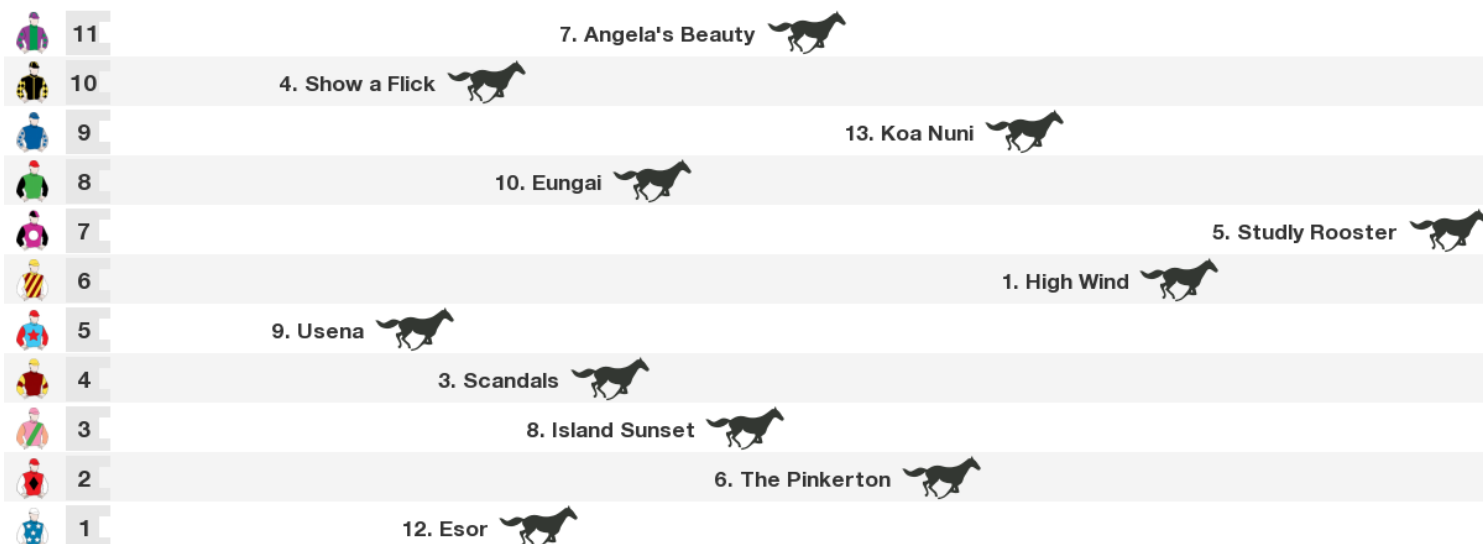 11 7. Angela's Beauty
10 4. Show a Flick
9 13. Koa Nuni
8 10. Eungai
7 5. Studly Rooster
6 1. High Wind
5 9. Usena
4 3. Scandals
3 8. Island Sunset
2 6. The Pinkerton
1 12. Esor